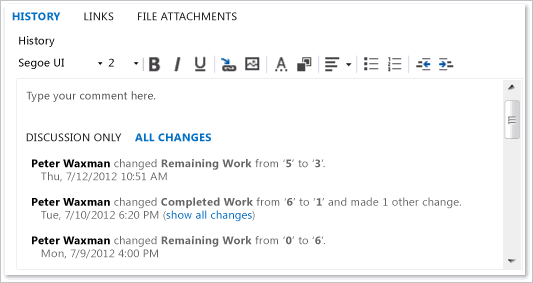 HISTORY LINKS FILE ATTACHMENTS
History
Segoe UI 2 B I U A
Type your comment here.
DISCUSSION ONLY ALL CHANGES
Peter Waxman changed Remaining Work from '5' to '3'.
Thu, 7/12/2012 10:51 AM
Peter Waxman changed Completed Work from '6' to '1' and made 1 other change.
Tue, 7/10/2012 6:20 PM (show all changes)
Peter Waxman changed Remaining Work from '0' to '6'.
Mon, 7/9/2012 4:00 PM